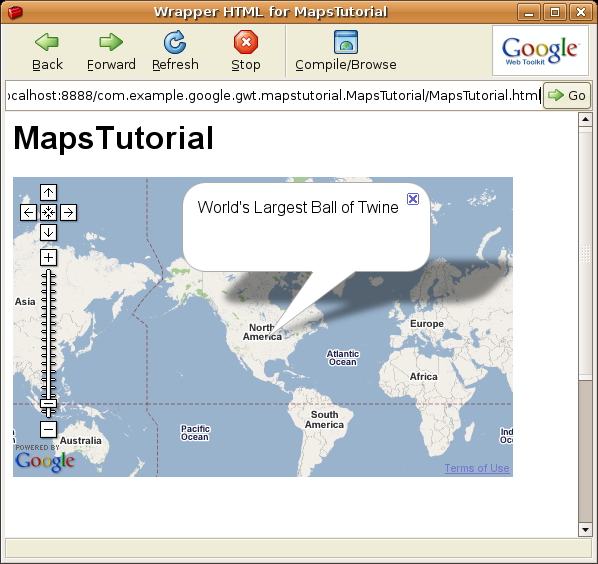 Wrapper HTML for MapsTutorial
Back Forward Refresh Stop Compile/Browse
Google
Web Toolkit
ocalhost:8888/com.example.google.gwt.mapstutorial.MapsTutorial/MapsTutorial.html Go
MapsTutorial
World's Largest Ball of Twine
Asia
North
America
Europe
Atlantic
Ocean
Africa
South
America
Pacific
Ocean
Ind
Oce
Australia
POWERED BY
Google
Terms of Use